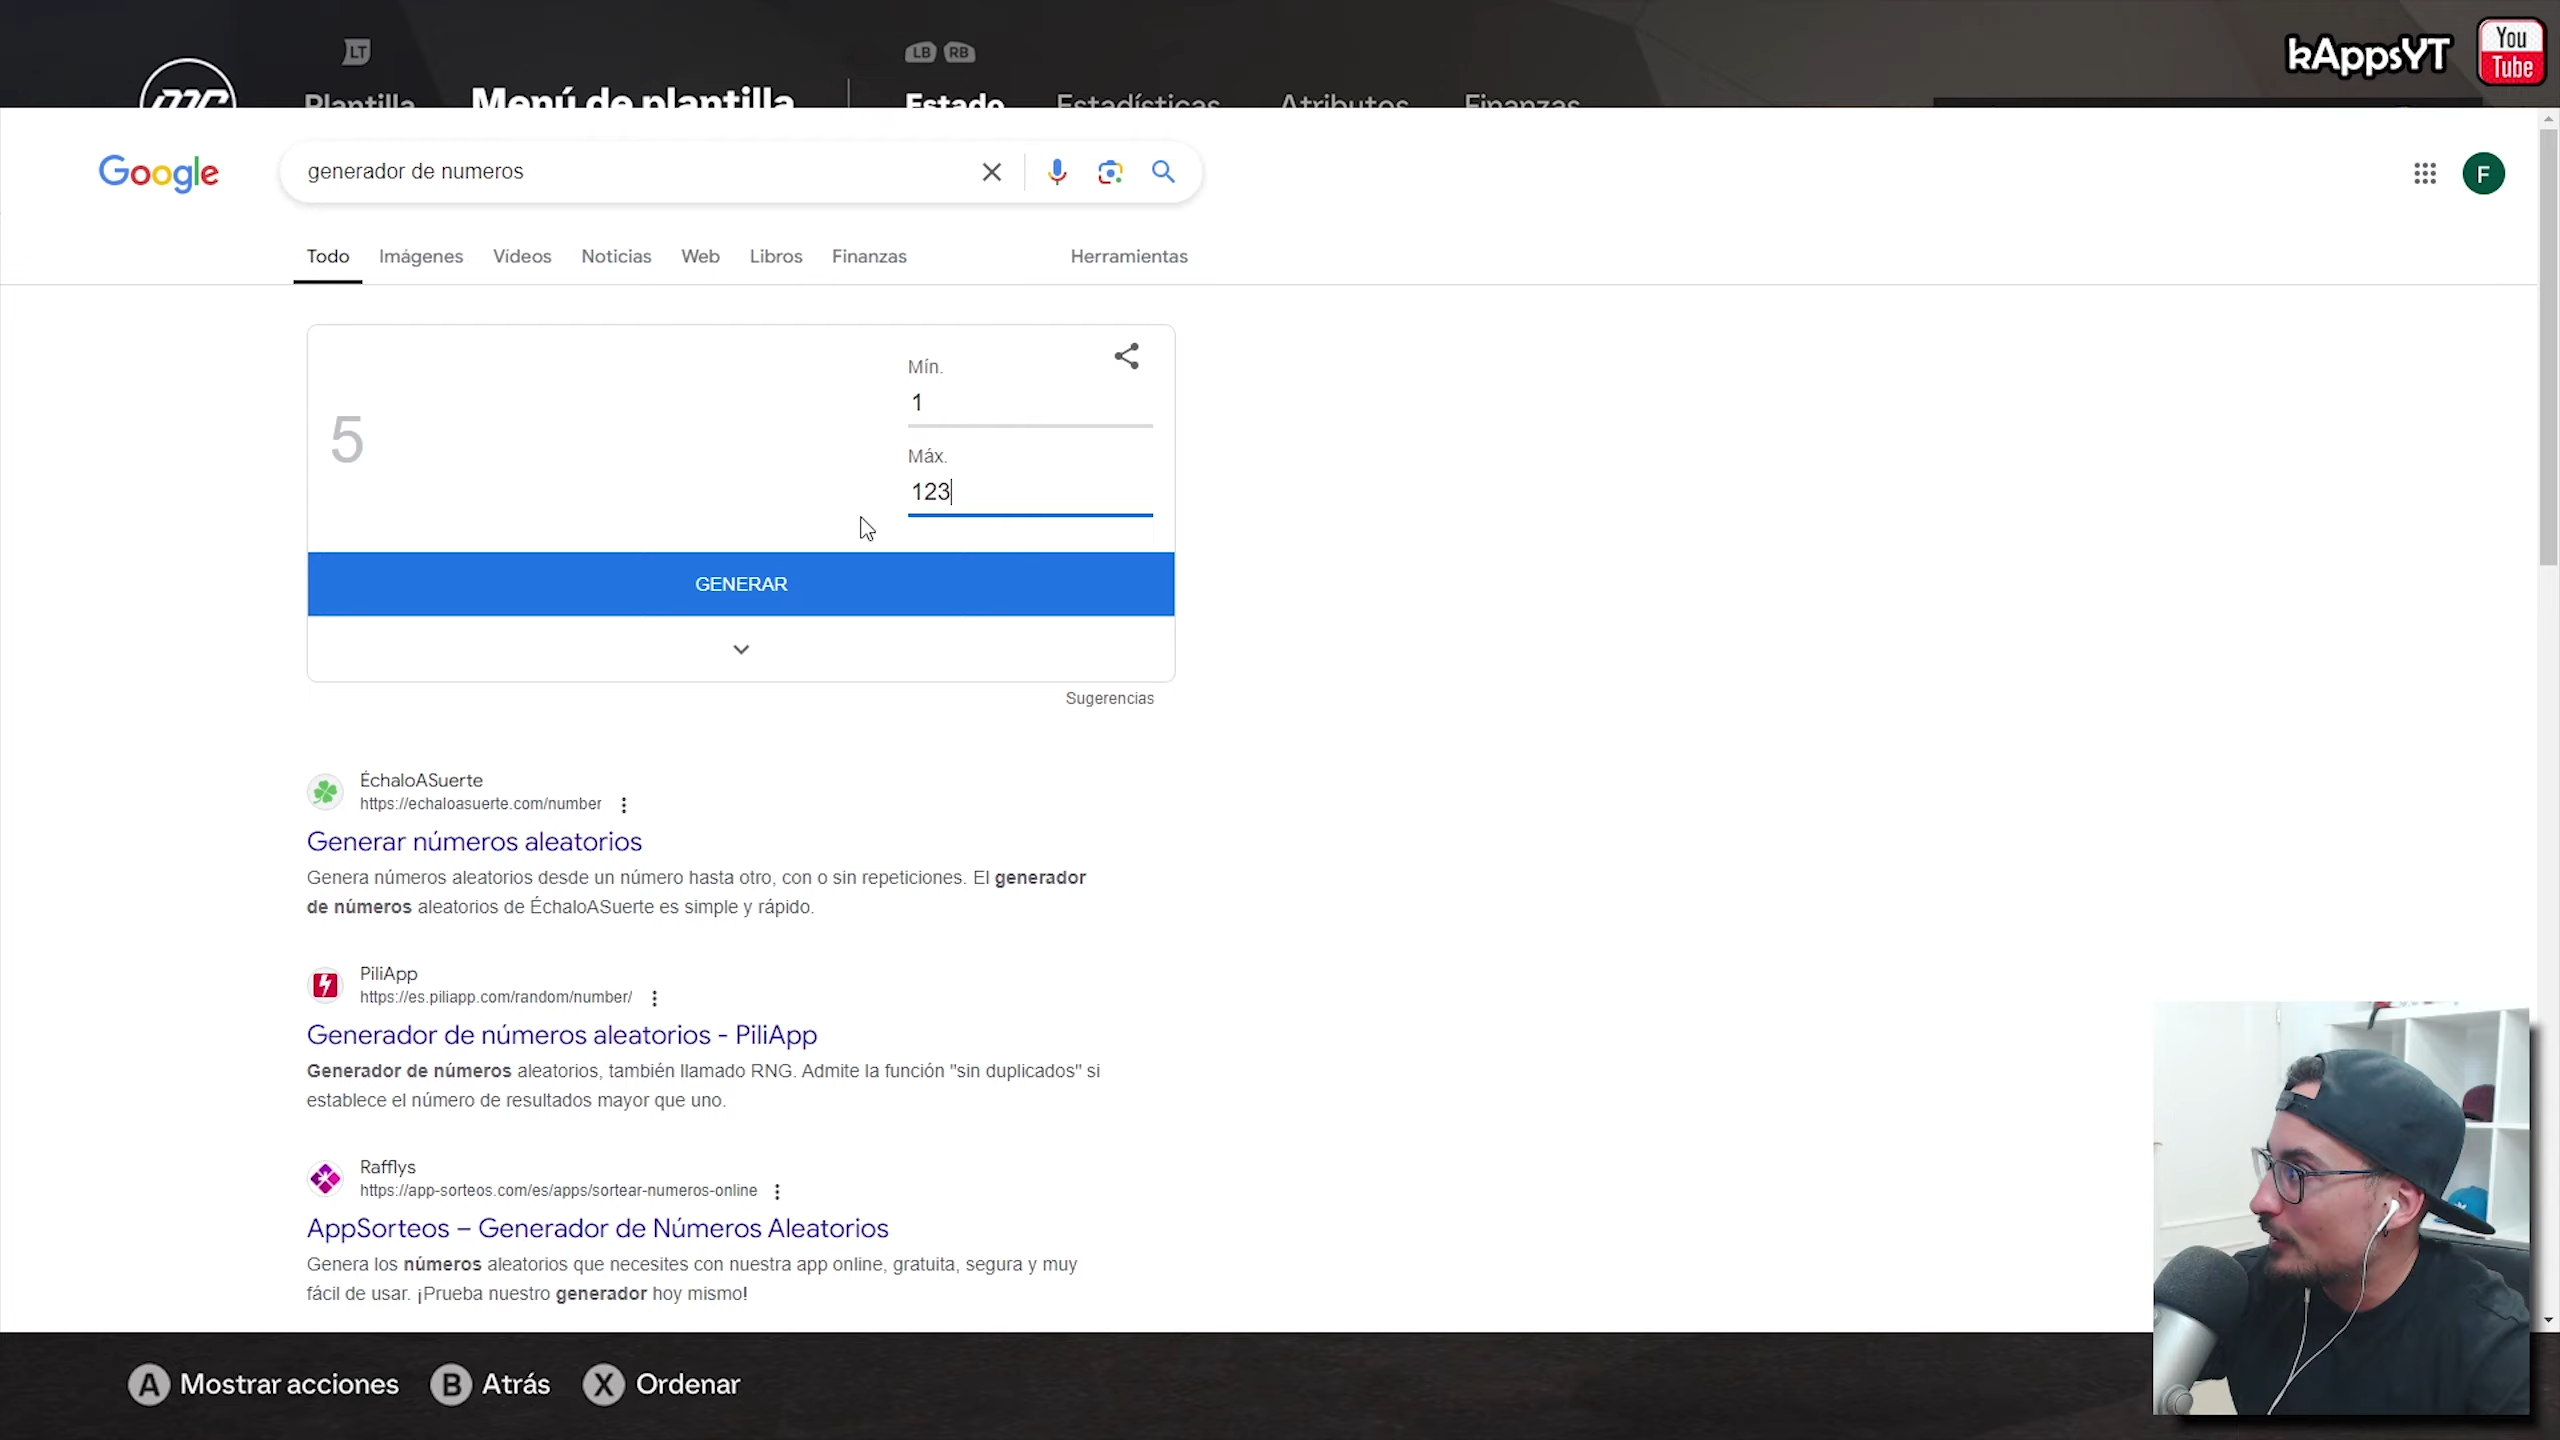 LT
LB RB
kAppsYT
You
Tube
Plantilla
Menú de plantilla
Estado
Estadísticas
Atributos
Finanzas
Google
generador de numeros
F
Todo
Imágenes
Vídeos
Noticias
Web
Libros
Finanzas
Herramientas
Mín.
1
5
Máx.
123
GENERAR
Sugerencias
ÉchaloASuerte
https://echaloasuerte.com/number
Generar números aleatorios
Genera números aleatorios desde un número hasta otro, con o sin repeticiones. El generador
de números aleatorios de ÉchaloASuerte es simple y rápido.
PiliApp
https://es.piliapp.com/random/number/
Generador de números aleatorios - PiliApp
Generador de números aleatorios, también llamado RNG. Admite la función "sin duplicados" si
establece el número de resultados mayor que uno.
Rafflys
https://app-sorteos.com/es/apps/sortear-numeros-online
AppSorteos – Generador de Números Aleatorios
Genera los números aleatorios que necesites con nuestra app online, gratuita, segura y muy
fácil de usar. ¡Prueba nuestro generador hoy mismo!
A Mostrar acciones
B Atrás
X Ordenar